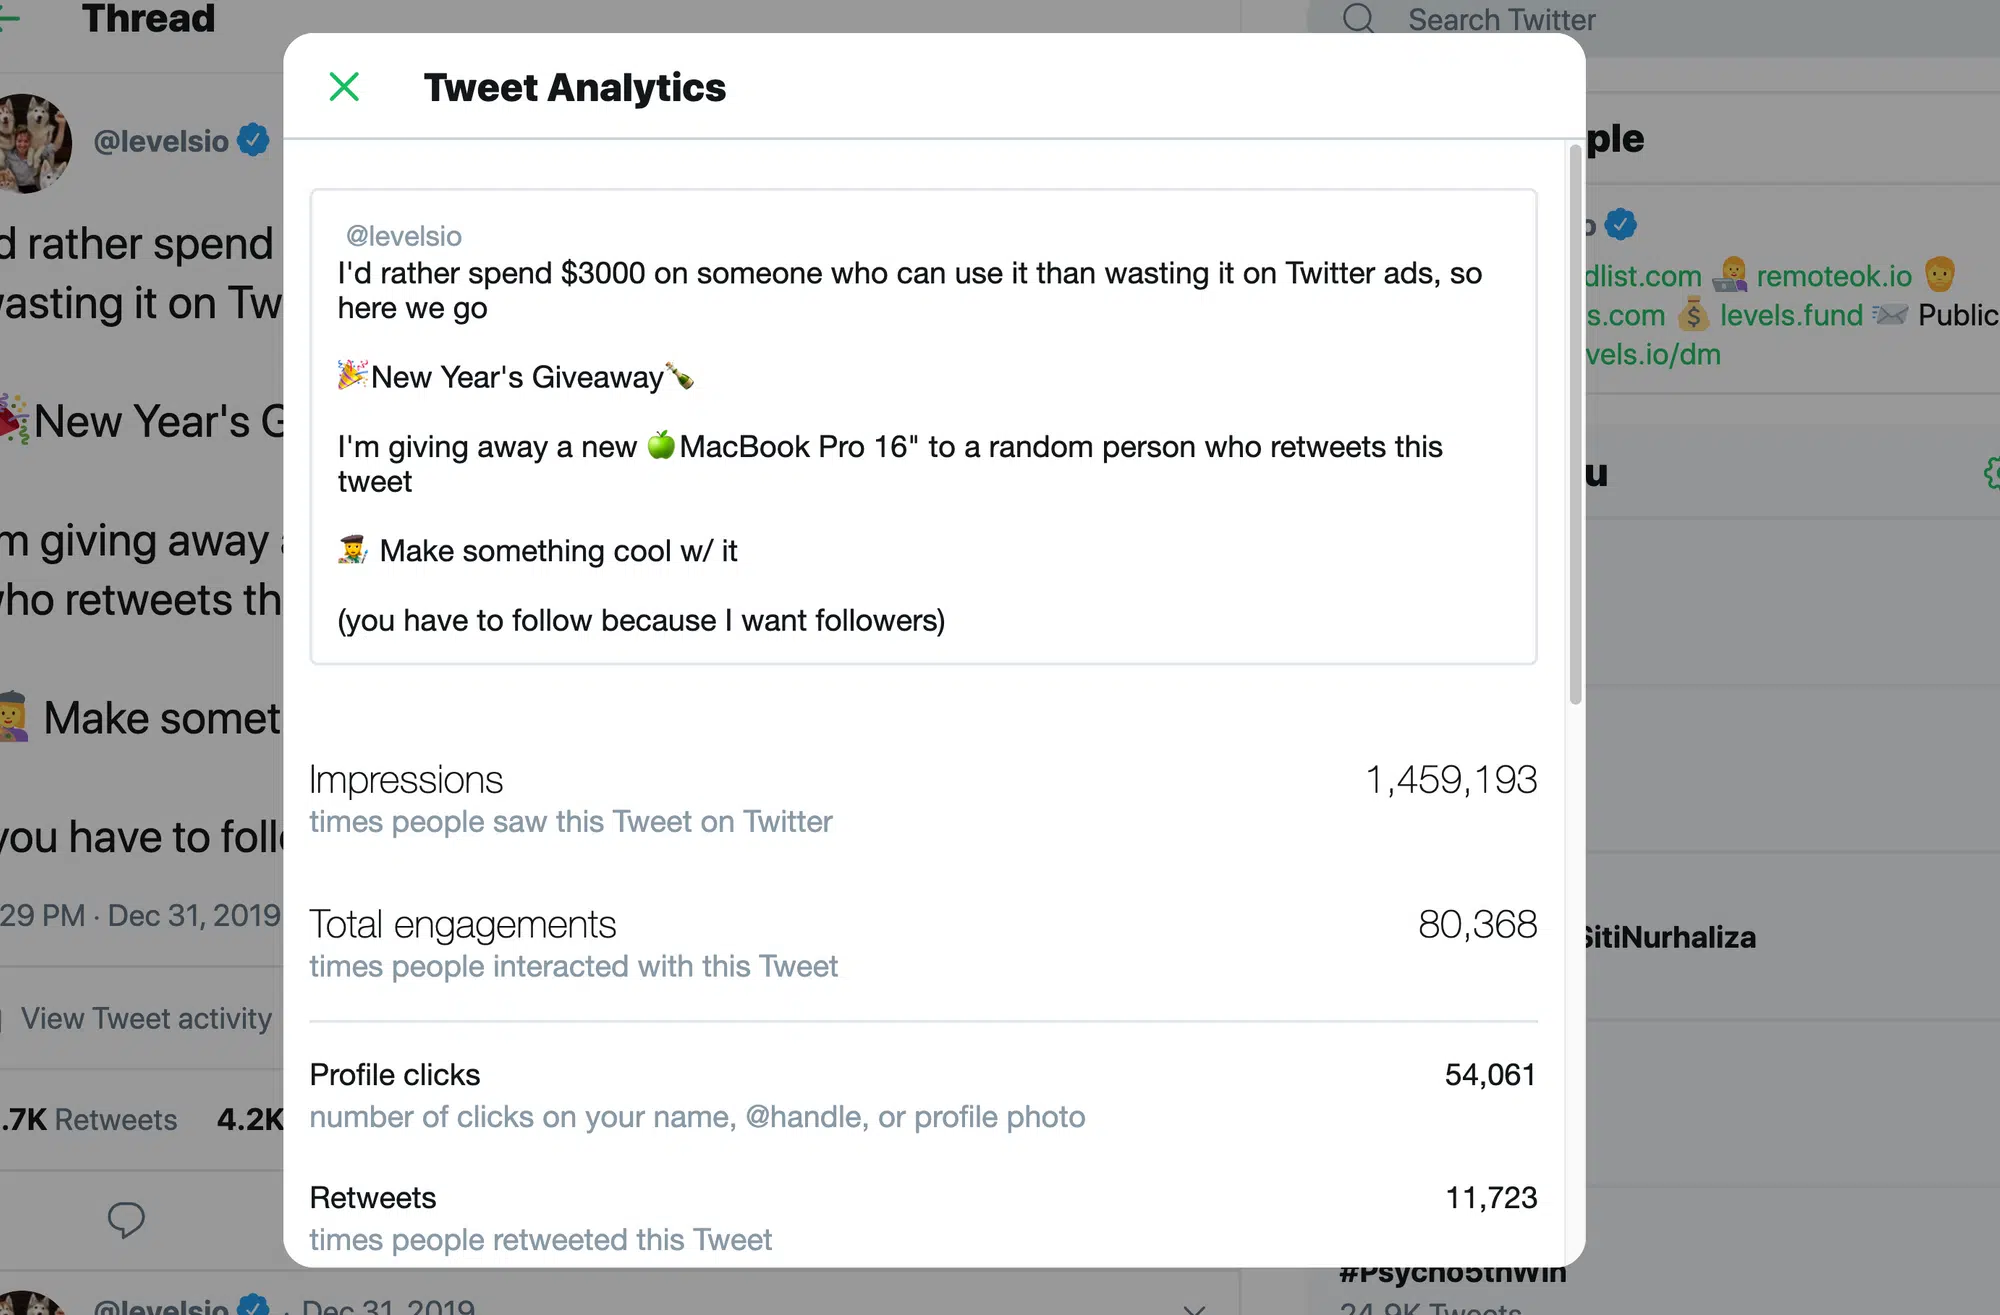 Thread
Search Twitter
Tweet Analytics
@levelsio
I'd rather spend $3000 on someone who can use it than wasting it on Twitter ads, so
here we go
🎉New Year's Giveaway🍾
I'm giving away a new 🍏MacBook Pro 16" to a random person who retweets this
tweet
👩‍🎨 Make something cool w/ it
(you have to follow because I want followers)
Impressions 1,459,193
times people saw this Tweet on Twitter
Total engagements 80,368
times people interacted with this Tweet
Profile clicks 54,061
number of clicks on your name, @handle, or profile photo
Retweets 11,723
times people retweeted this Tweet
@levelsio
d rather spend
asting it on Tw
New Year's G
m giving away
ho retweets th
Make somet
you have to foll
29 PM · Dec 31, 2019
View Tweet activity
.7K Retweets 4.2K
@levelsio · Dec 31, 2019
ple
dlist.com 👩‍💻 remoteok.io
s.com 💰 levels.fund 📨 Public
vels.io/dm
u
SitiNurhaliza
#Psycho5thWin
24.9K Tweets